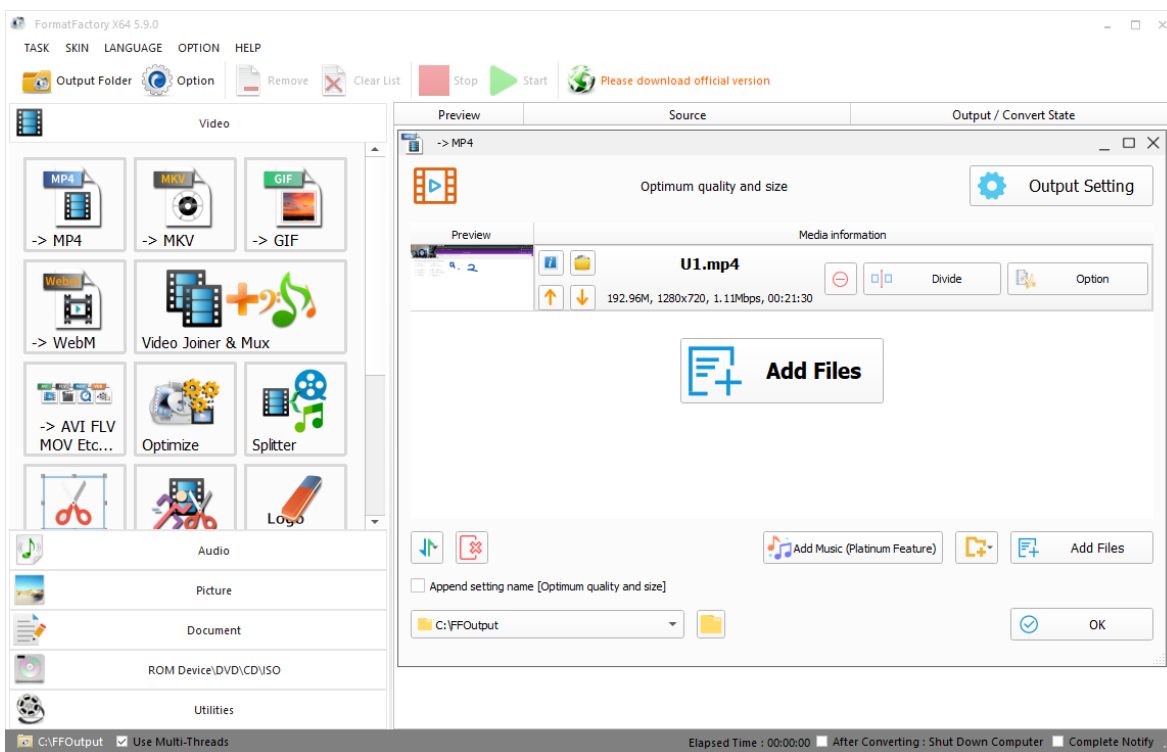 FormatFactory X64 5.9.0
TASK SKIN LANGUAGE OPTION HELP
Output Folder Option Remove Clear List Stop Start Please download official version
Video
MP4 MKV GIF
-> MP4 -> MKV -> GIF
WebM
-> WebM Video Joiner & Mux
-> AVI FLV
MOV Etc... Optimize Splitter
Logo
Audio
Picture
Document
ROM Device\DVD\CD\ISO
Utilities
Preview Source Output / Convert State
-> MP4
Optimum quality and size Output Setting
Preview Media information
9. 2
U1.mp4
192.96M, 1280x720, 1.11Mbps, 00:21:30
Divide Option
Add Files
Add Music (Platinum Feature) Add Files
Append setting name [Optimum quality and size]
C:\FFOutput OK
C:\FFOutput Use Multi-Threads Elapsed Time : 00:00:00 After Converting : Shut Down Computer Complete Notify